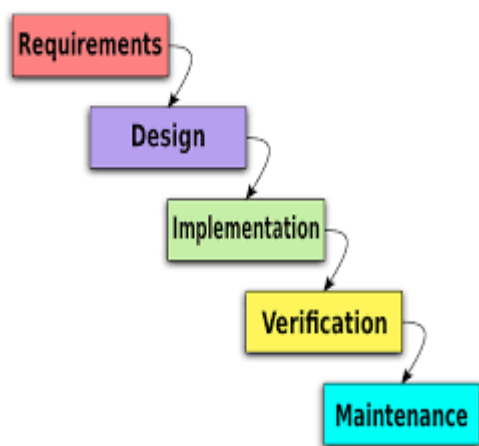 Requirements
Design
Implementation
Verification
Maintenance